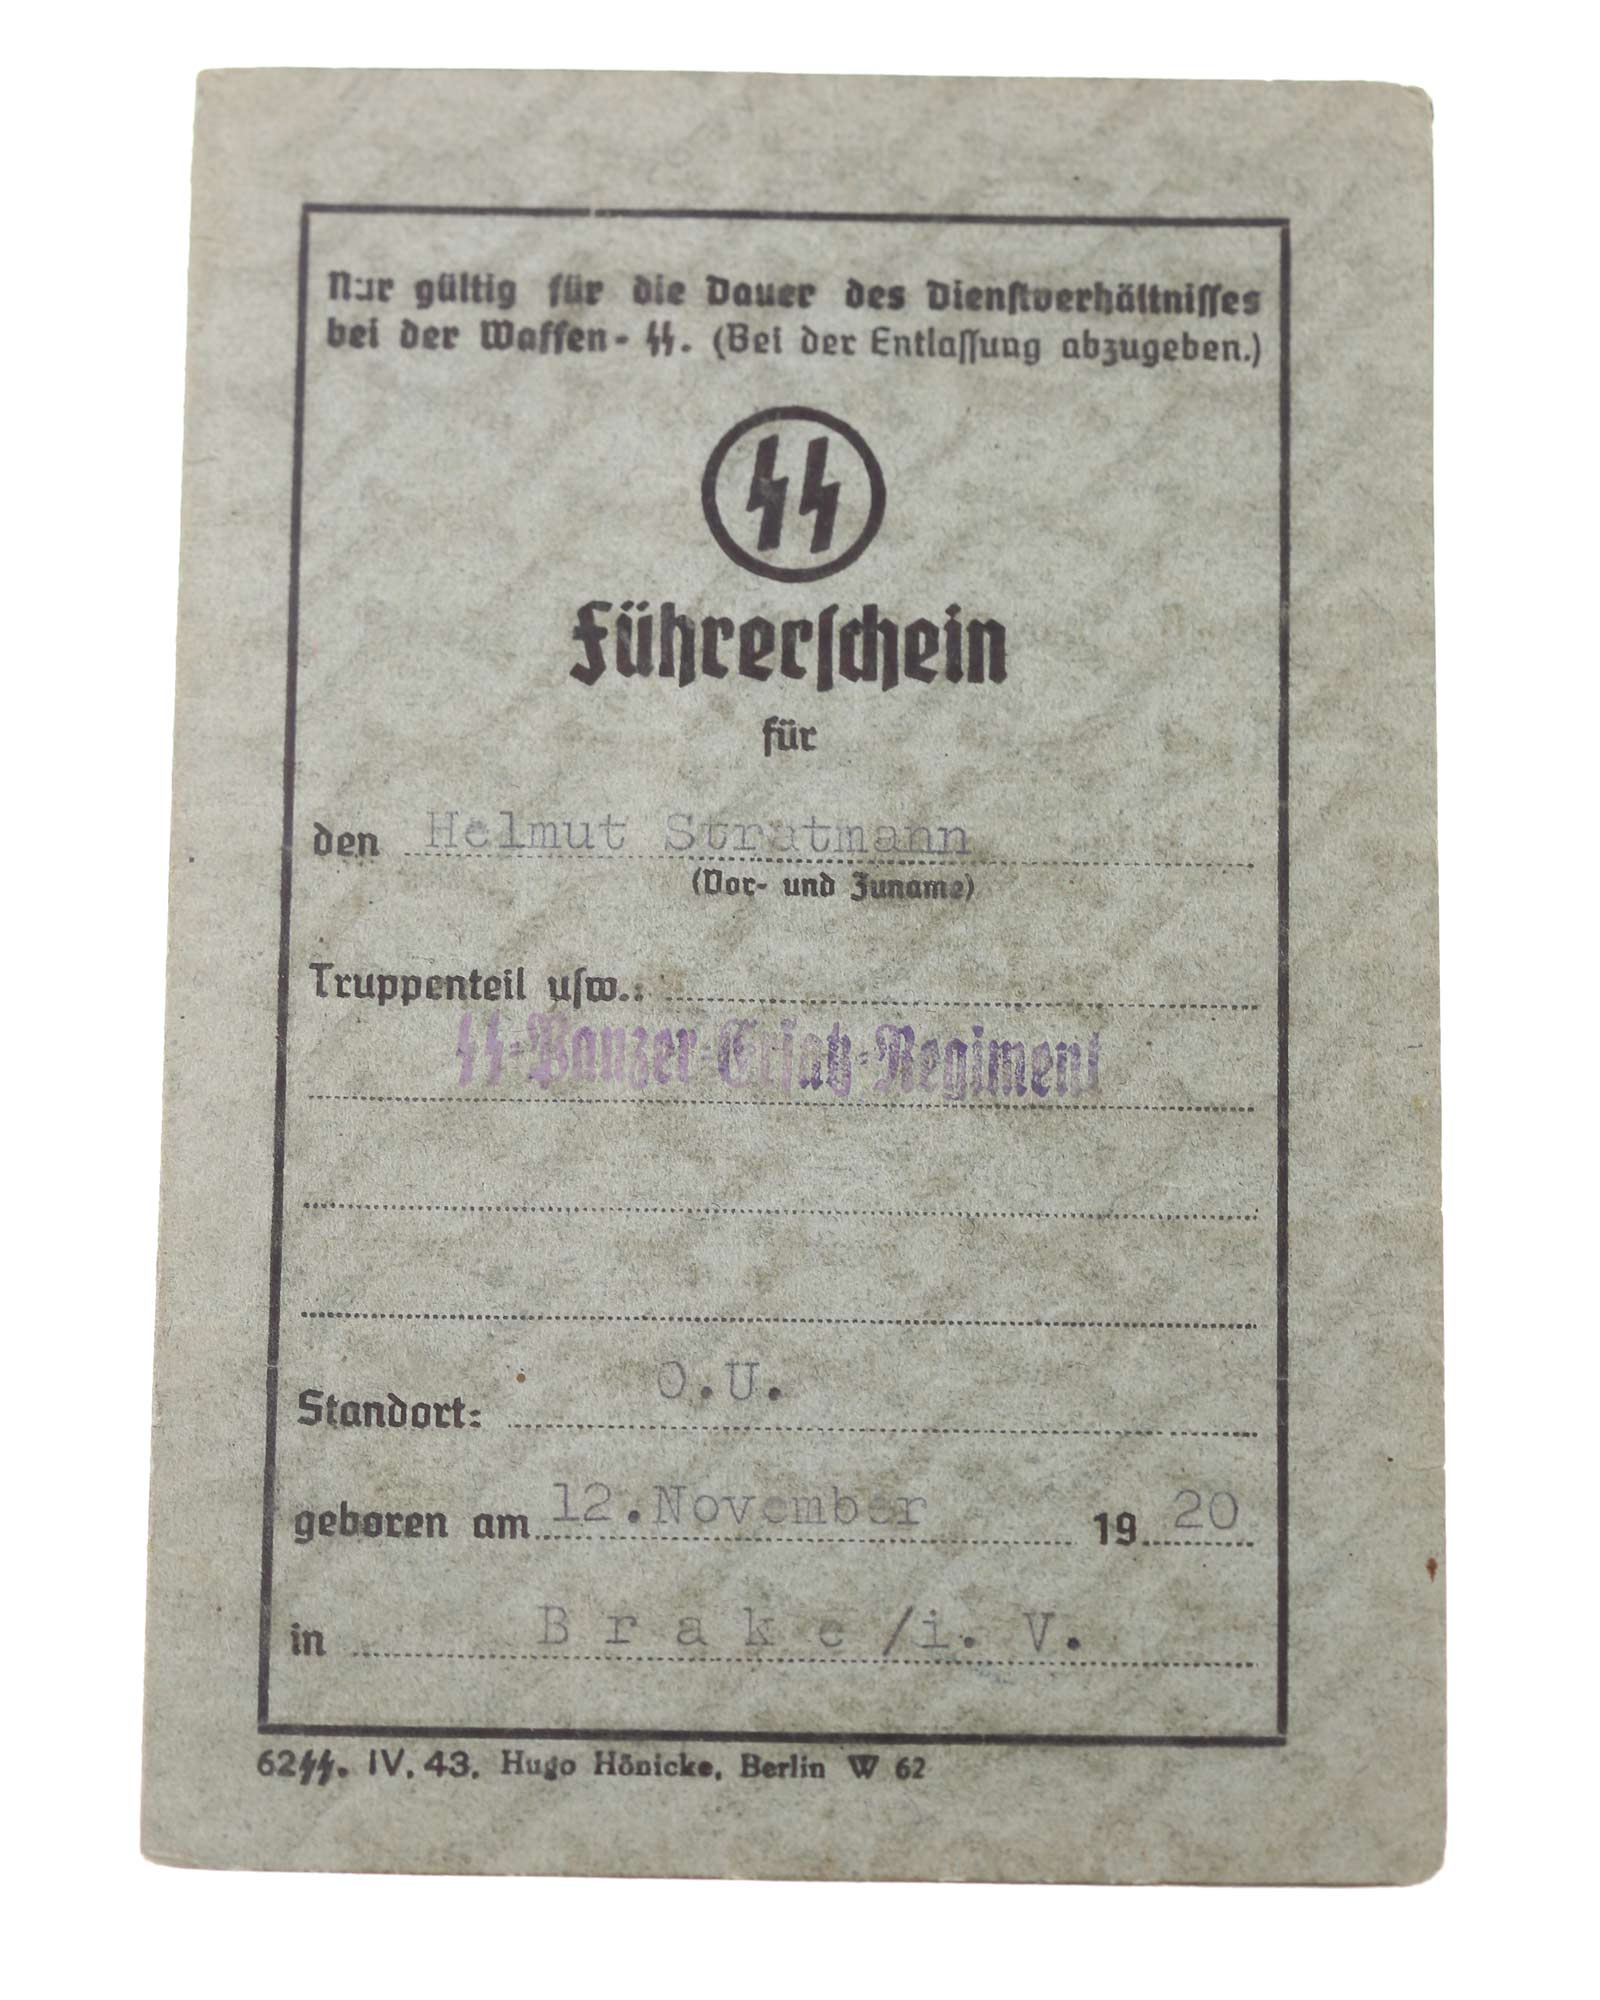 Nur gültig für die Dauer des Dienstverhältnisses
bei der Waffen-SS. (Bei der Entlassung abzugeben.)
SS
Führerschein
für
den Helmut Stratmann
(Vor- und Zuname)
Truppenteil usw.:
SS-Panzer-Ersatz-Regiment
Standort: O.U.
geboren am 12.November 1920
in Brake/i. V.
62 SS. IV. 43. Hugo Hönicke, Berlin W 62